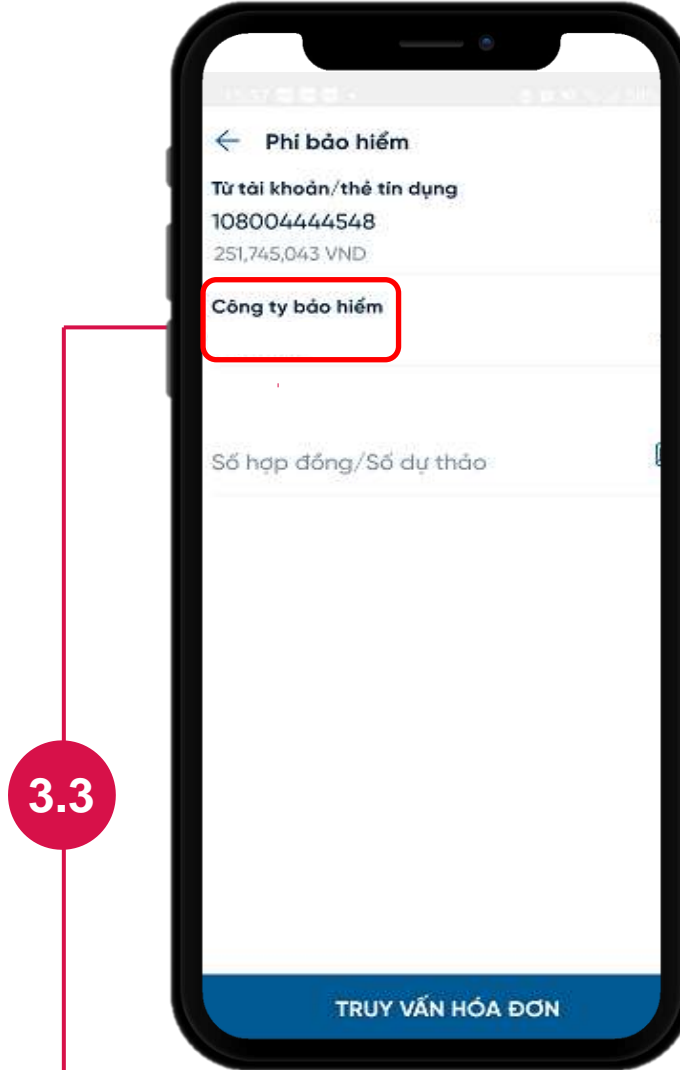 Phí bảo hiểm
Từ tài khoản/thẻ tín dụng
108004444548
251,745,043 VND
Công ty bảo hiểm
Số hợp đồng/Số dự thảo
3.3
TRUY VẤN HÓA ĐƠN